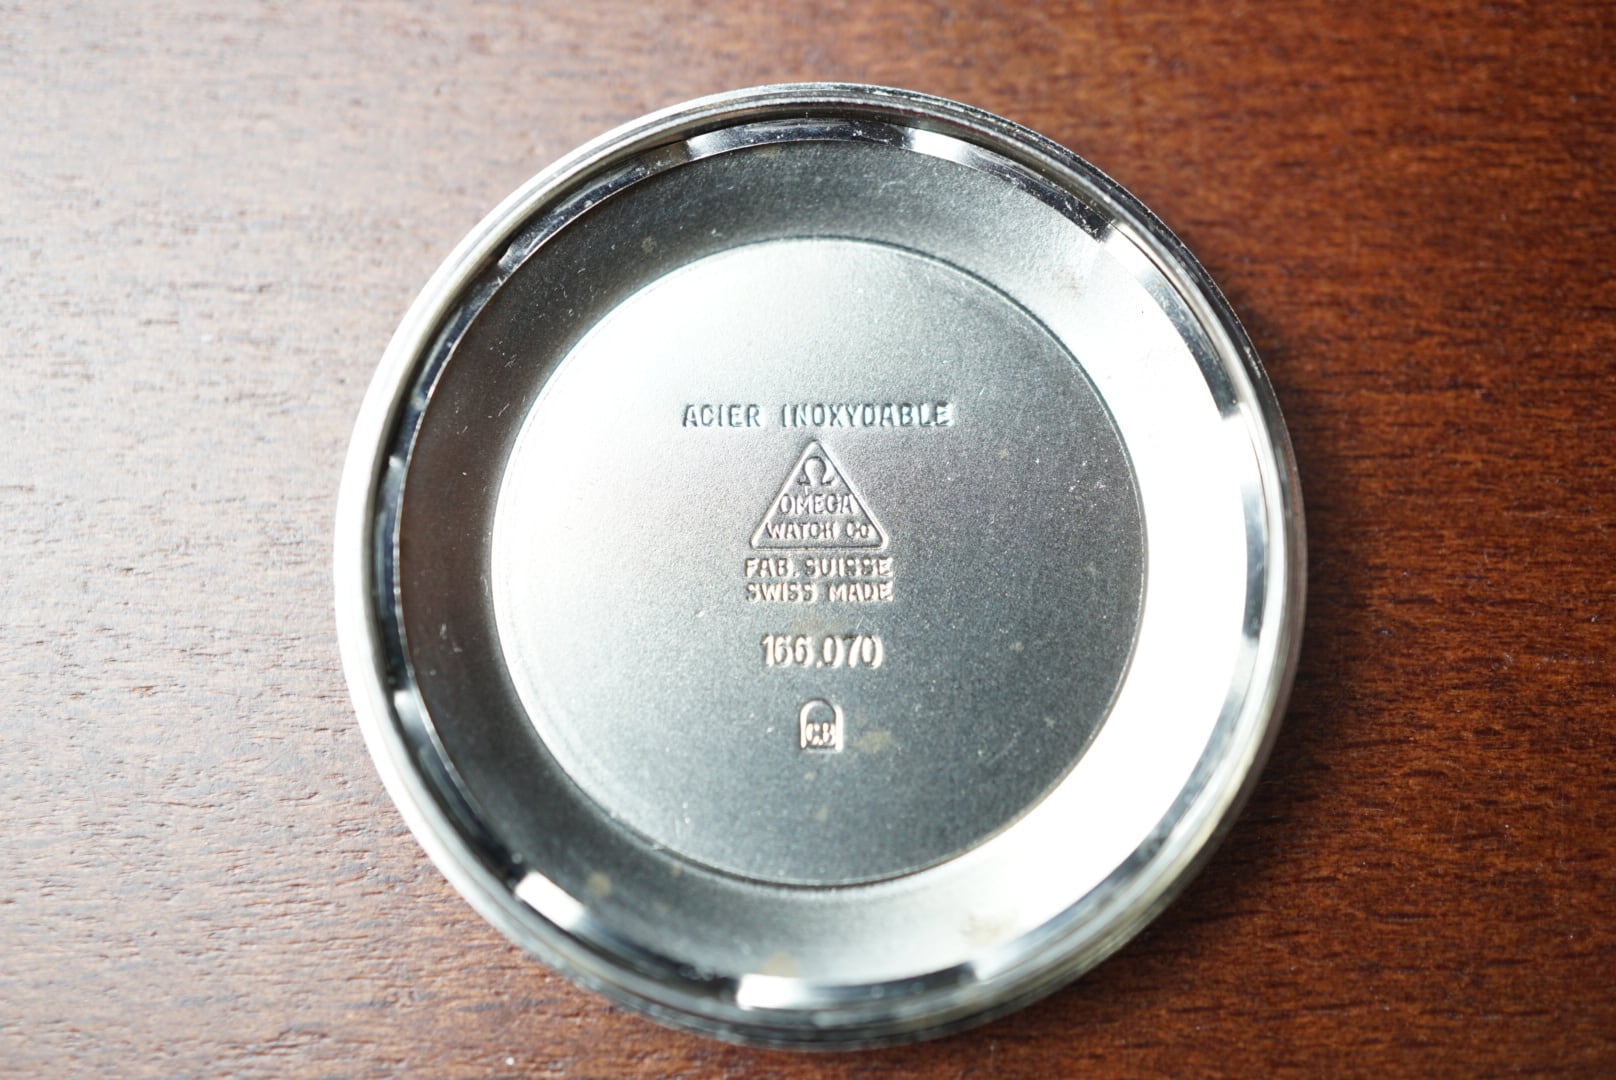 ACIER INOXYDABLE
Ω
OMEGA
WATCH Co
FAB. SUISSE
SWISS MADE
166.070
CB